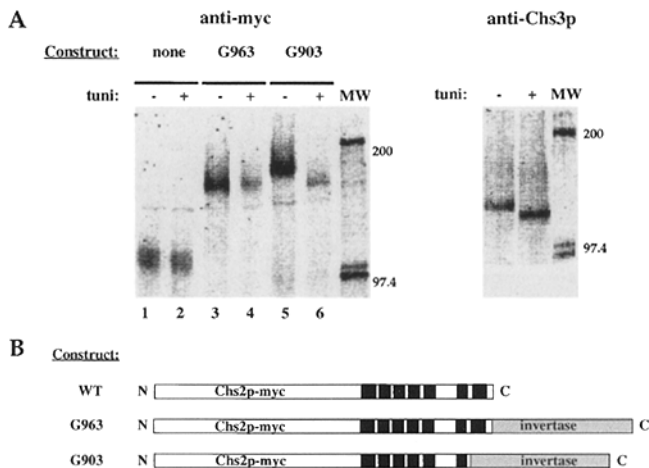 A
anti-myc
anti-Chs3p
Construct:
none G963 G903
tuni: - + - + - + MW
tuni: - + MW
200
97.4
200
97.4
1 2 3 4 5 6
B
Construct:
WT N Chs2p-myc C
G963 N Chs2p-myc invertase C
G903 N Chs2p-myc invertase C